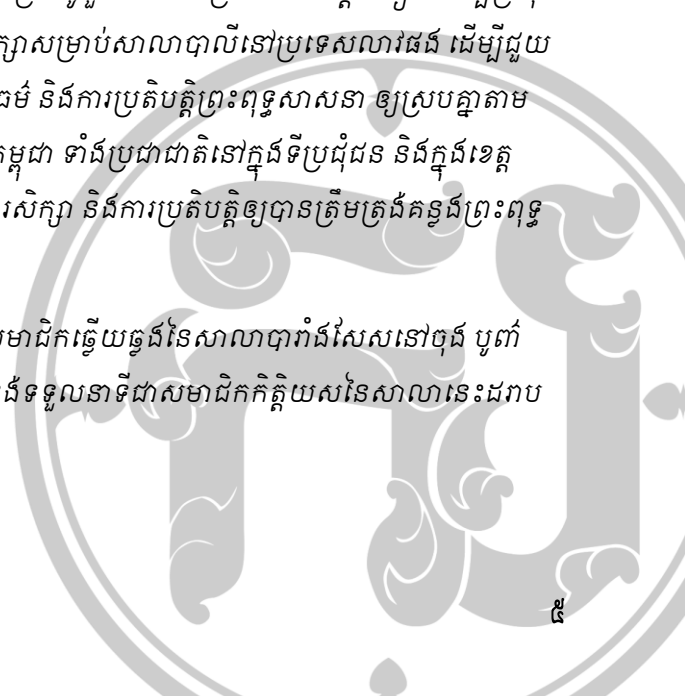 ក្សាសម្រាប់សាលាបាលីនៅប្រទេសលាវផង ដើម្បីជួយ
ធម៌ និងការប្រតិបត្តិព្រះពុទ្ធសាសនា ឲ្យស្របគ្នាតាម
កម្ពុជា ទាំងប្រជាជាតិនៅក្នុងទីប្រជុំជន និងក្នុងខេត្ត
រសិក្សា និងការប្រតិបត្តិឲ្យបានត្រឹមត្រង់គន្លងព្រះពុទ្ធ
មាជិកឆ្លើយឆ្លងនៃសាលាបារាំងសែសនៅចុង បូព៌ា
ង់ទទួលនាទីជាសមាជិកកិត្តិយសនៃសាលានេះដរាប
៥